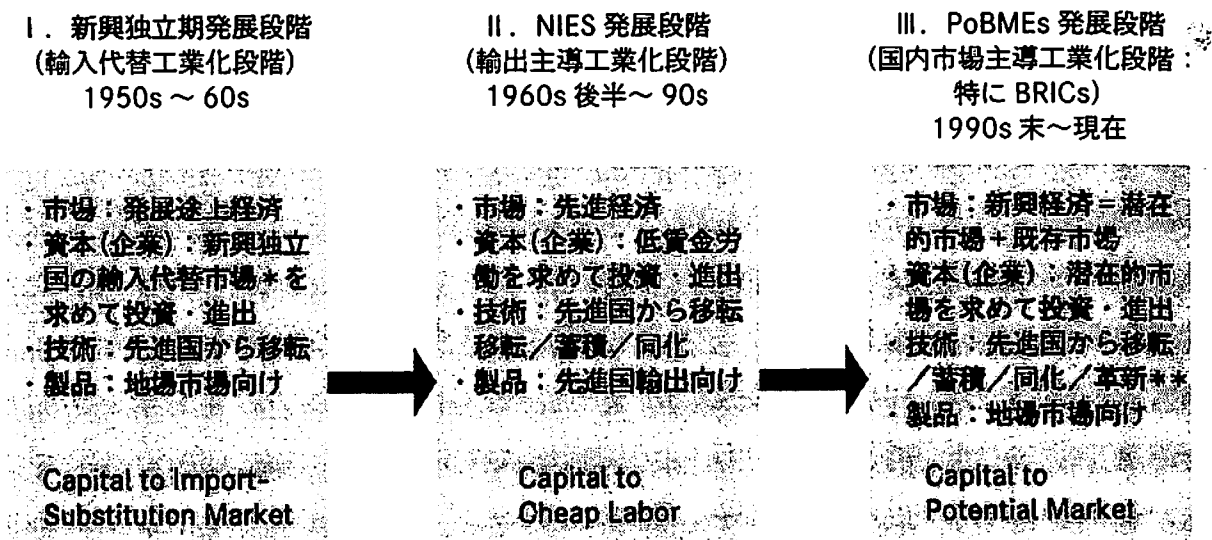 Ⅰ．新興独立期発展段階
(輸入代替工業化段階)
1950s ～ 60s
・市場：発展途上経済
・資本(企業)：新興独立
国の輸入代替市場＊を
求めて投資・進出
・技術：先進国から移転
・製品：地場市場向け
Capital to Import-
Substitution Market
Ⅱ．NIES 発展段階
(輸出主導工業化段階)
1960s 後半～ 90s
・市場：先進経済
・資本(企業)：低賃金労
働を求めて投資・進出
・技術：先進国から移転
移転／蓄積／同化
・製品：先進国輸出向け
Capital to
Cheap Labor
Ⅲ．PoBMEs 発展段階
(国内市場主導工業化段階：
特に BRICs)
1990s 末～現在
・市場：新興経済＝潜在
的市場＋既存市場
・資本(企業)：潜在的市
場を求めて投資・進出
・技術：先進国から移転
／蓄積／同化／革新＊＊
・製品：地場市場向け
Capital to
Potential Market